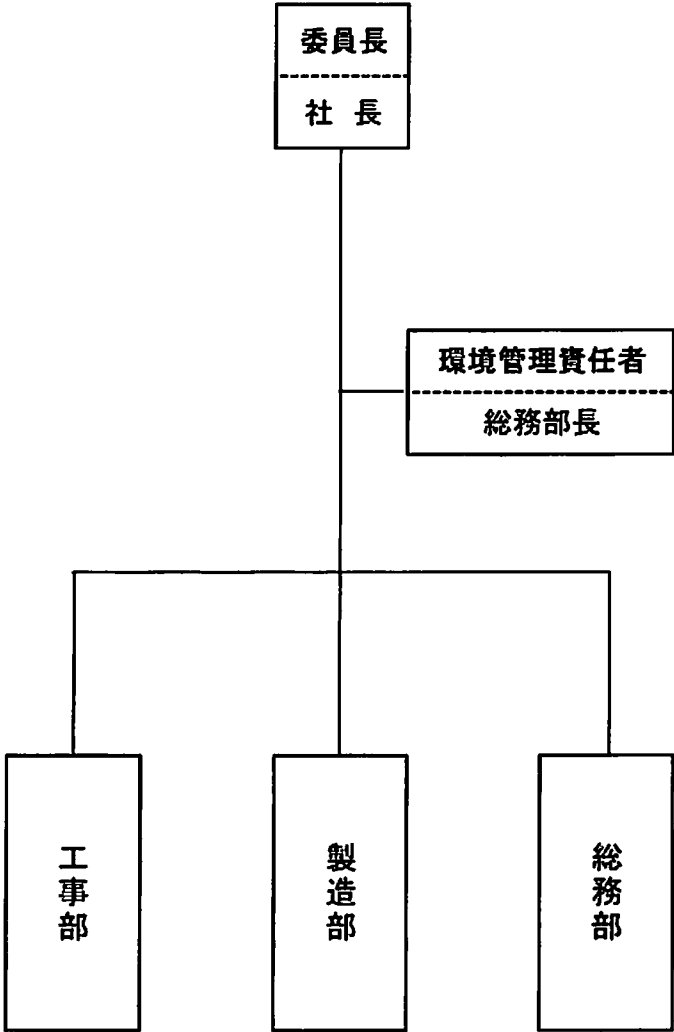 委員長
社 長
環境管理責任者
総務部長
工事部
製造部
総務部